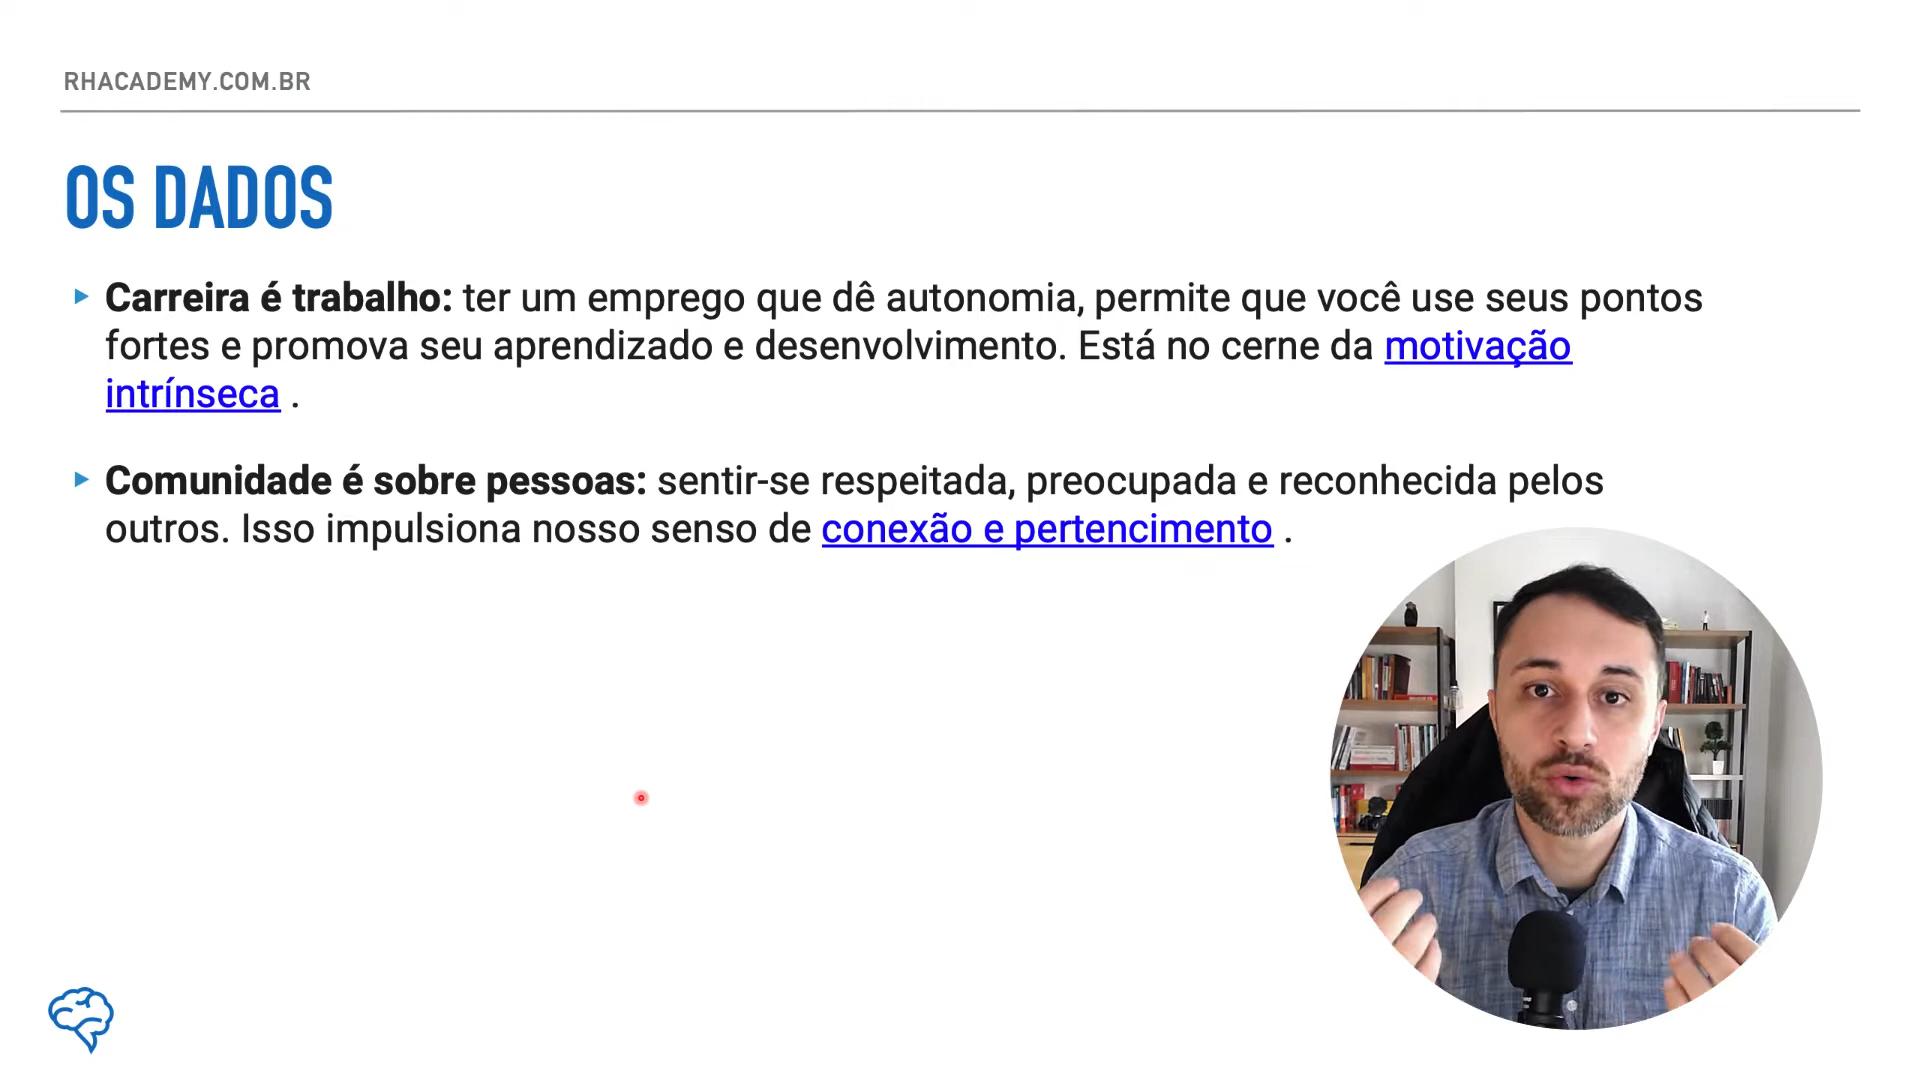 RHACADEMY.COM.BR
OS DADOS
Carreira é trabalho: ter um emprego que dê autonomia, permite que você use seus pontos
fortes e promova seu aprendizado e desenvolvimento. Está no cerne da motivação
intrínseca .
Comunidade é sobre pessoas: sentir-se respeitada, preocupada e reconhecida pelos
outros. Isso impulsiona nosso senso de conexão e pertencimento .